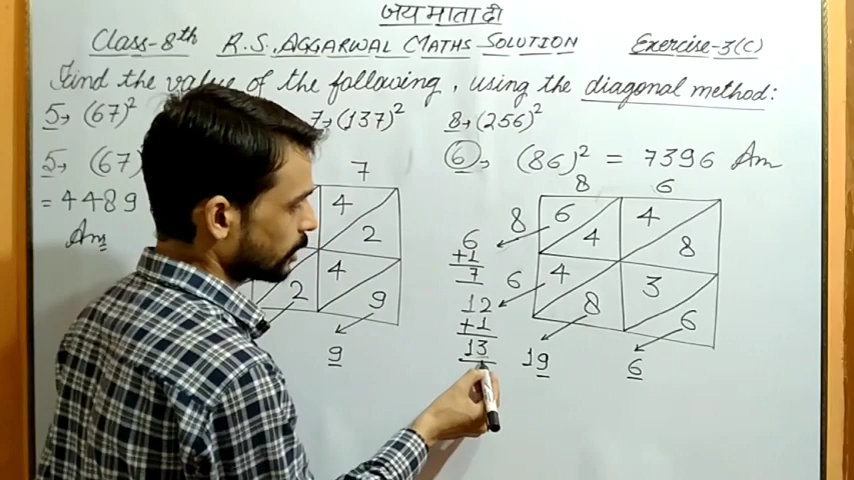 जय माता दी
Class-8th R.S. AGGARWAL MATHS SOLUTION Exercise-3(C)
Find the value of the following, using the diagonal method:
5→ (67)² 7→ (137)² 8→ (256)²
5→ (67)
= 4489
Ans
7
4 2
2 4 9
9
6→ (86)² = 7396 Ans
8 6
8 6 4 4 8
6 4 8 3 6
6
+1
7
12
+1
13
19 6